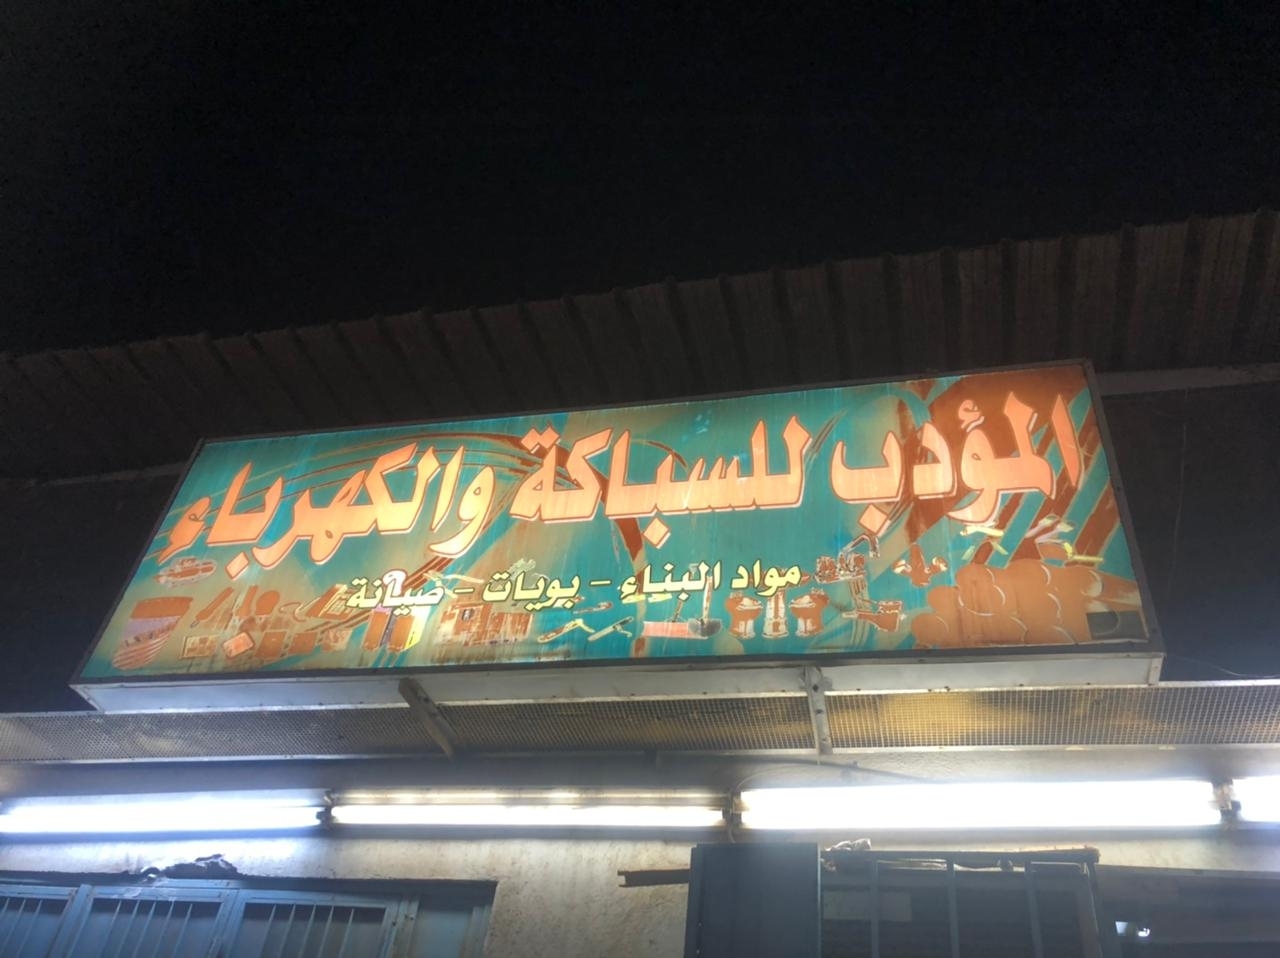 المؤدب للسباكة والكهرباء
مواد البناء - بويات - صيانة